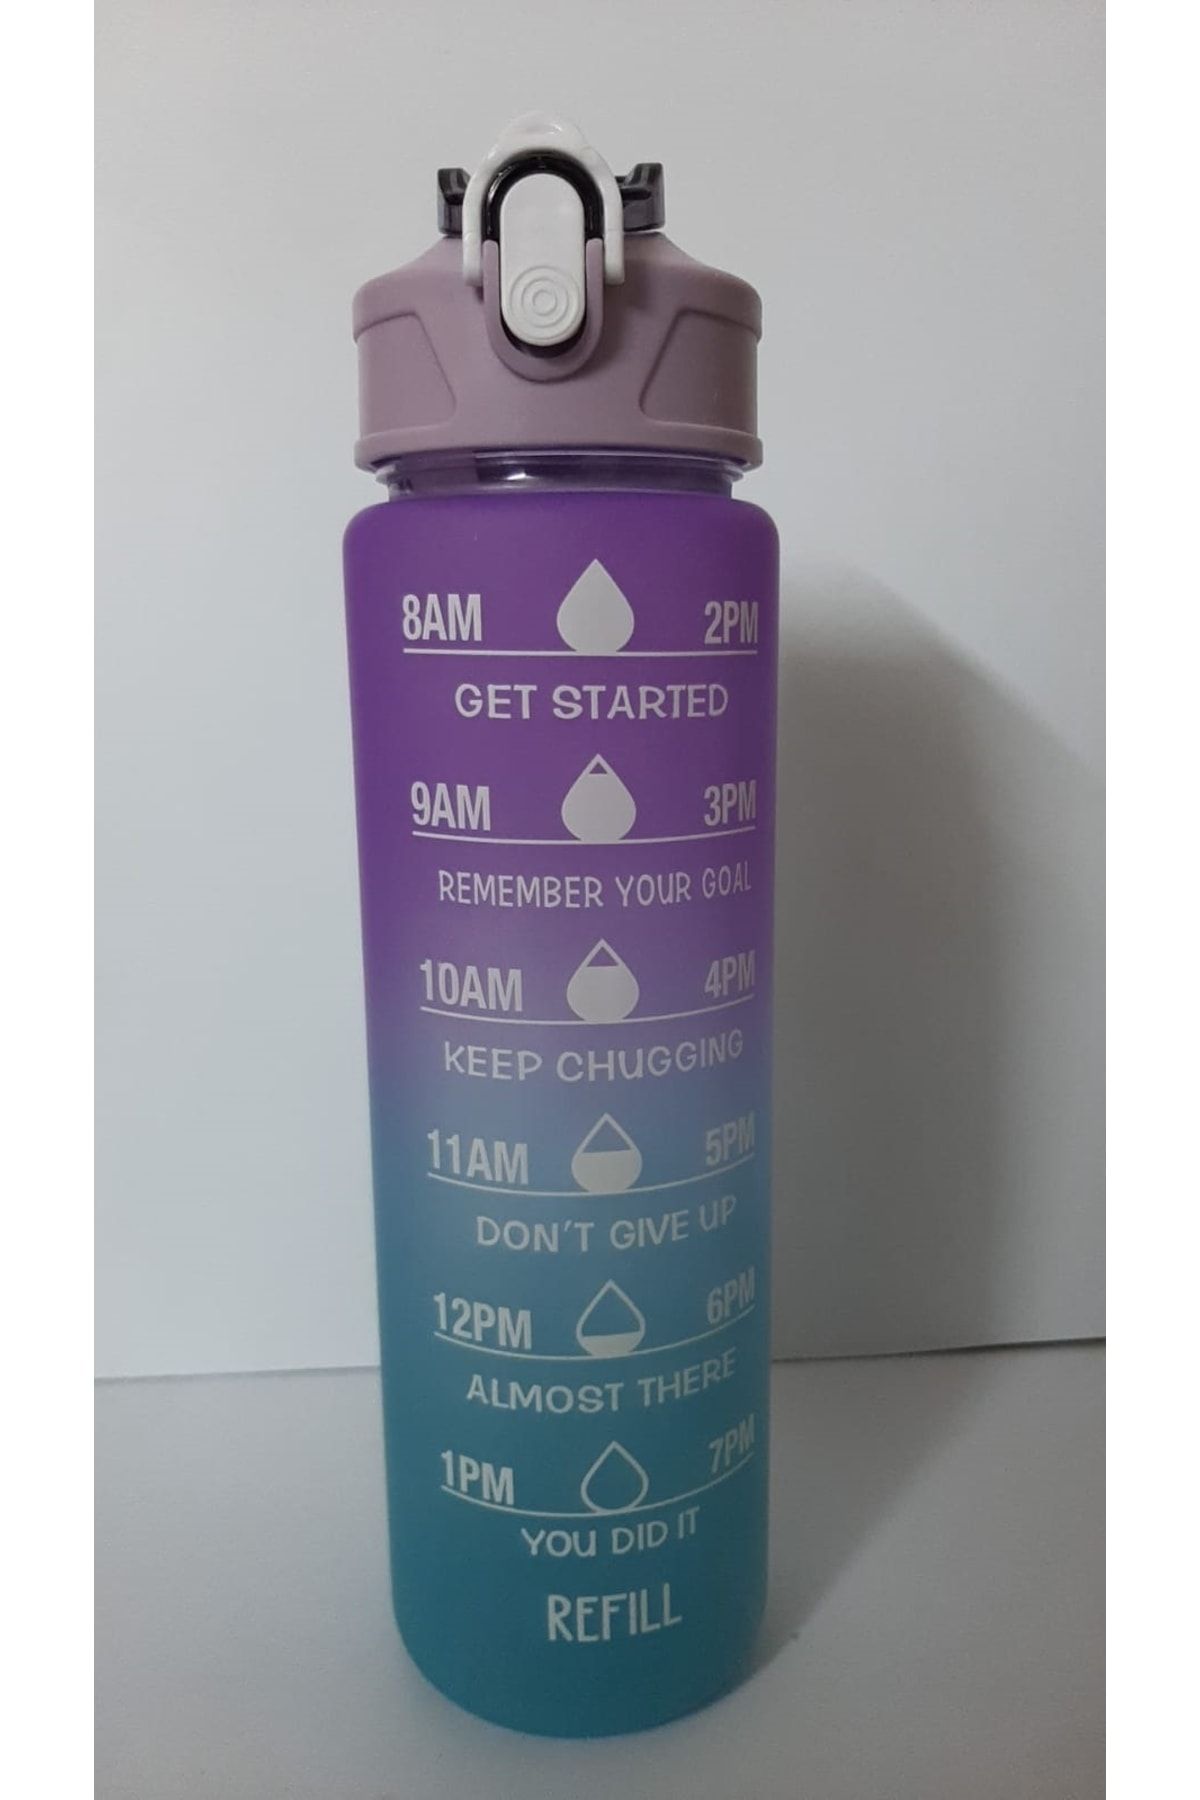 8AM 2PM
GET STARTED
9AM 3PM
REMEMBER YOUR GOAL
10AM 4PM
KEEP CHUGGING
11AM 5PM
DON'T GIVE UP
12PM 6PM
ALMOST THERE
1PM 7PM
YOU DID IT
REFILL